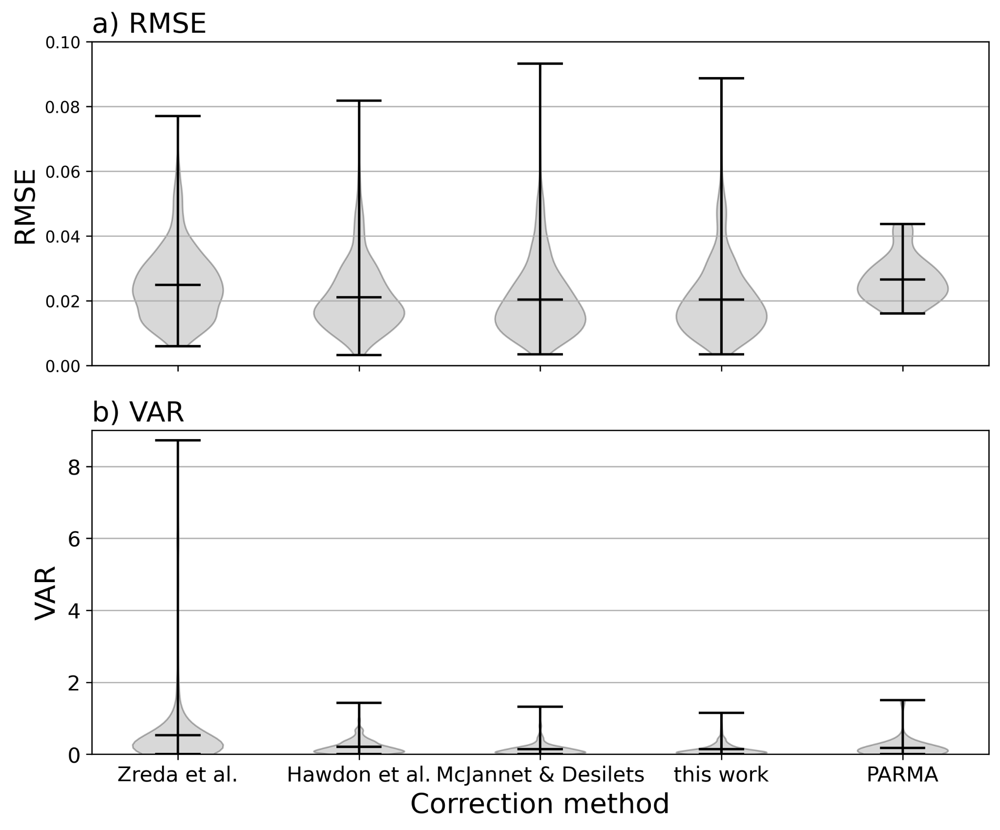 a) RMSE
0.10
0.08
0.06
0.04
0.02
0.00
RMSE
b) VAR
8
6
4
2
0
VAR
Zreda et al. Hawdon et al. McJannet & Desilets this work PARMA
Correction method